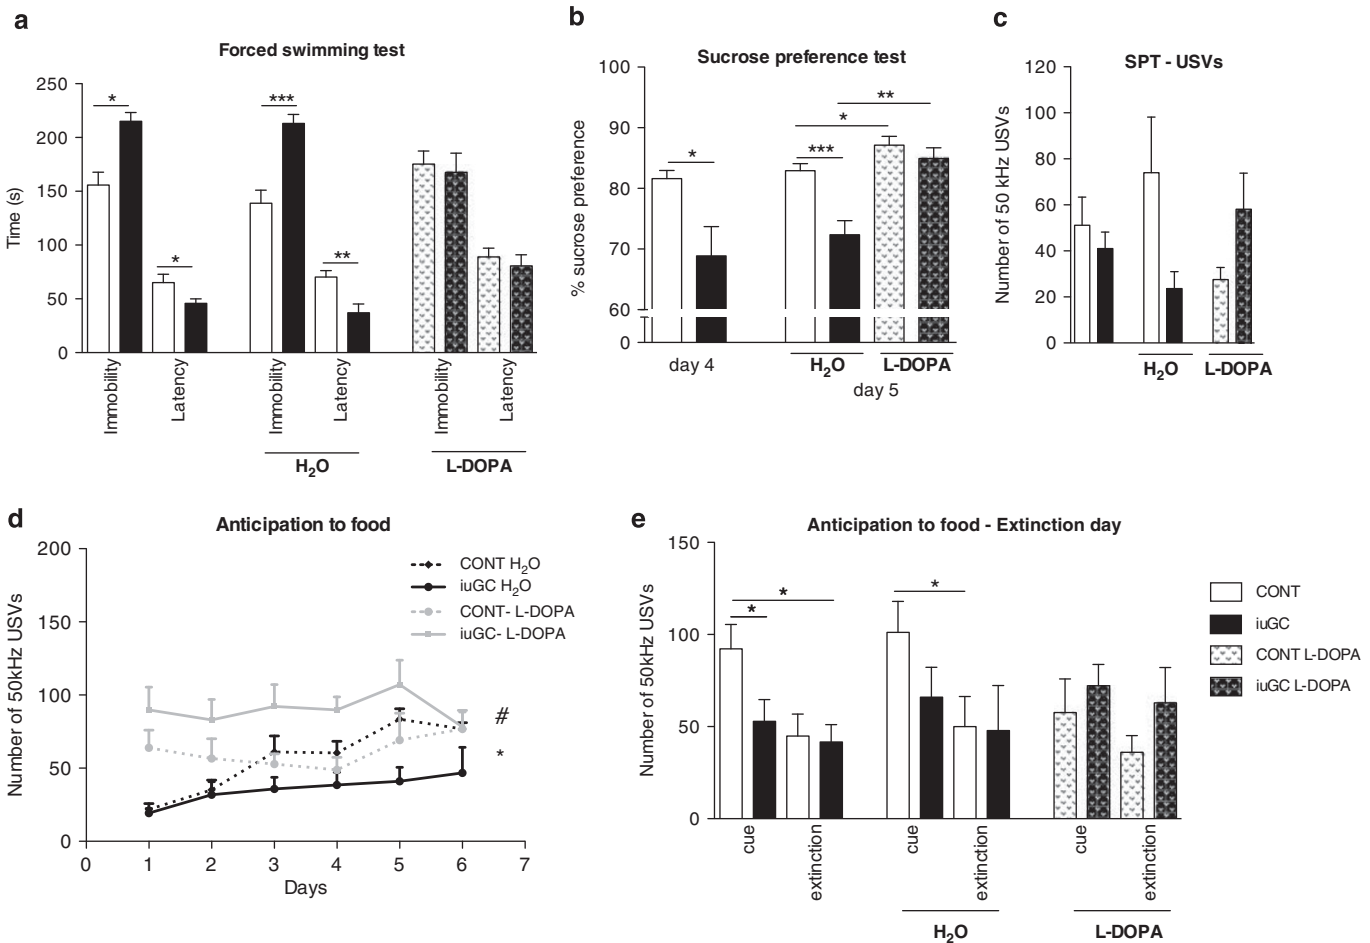 a
Forced swimming test
Time (s)
250
200
150
100
50
0
*
*
***
**
Immobility
Latency
Immobility
Latency
Immobility
Latency
H2O
L-DOPA
b
Sucrose preference test
% sucrose preference
100
90
80
70
60
0
*
***
*
**
day 4
H2O
L-DOPA
day 5
c
SPT - USVs
Number of 50 kHz USVs
120
100
80
60
40
20
0
H2O
L-DOPA
d
Anticipation to food
Number of 50kHz USVs
200
150
100
50
0
CONT H2O
iuGC H2O
CONT- L-DOPA
iuGC- L-DOPA
#
*
0 1 2 3 4 5 6 7
Days
e
Anticipation to food - Extinction day
Number of 50kHz USVs
150
100
50
0
*
*
*
cue
extinction
cue
extinction
cue
extinction
H2O
L-DOPA
CONT
iuGC
CONT L-DOPA
iuGC L-DOPA